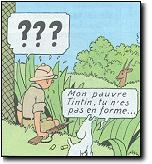 ???
Mon pauvre
Tintin, tu n'es
pas en forme...